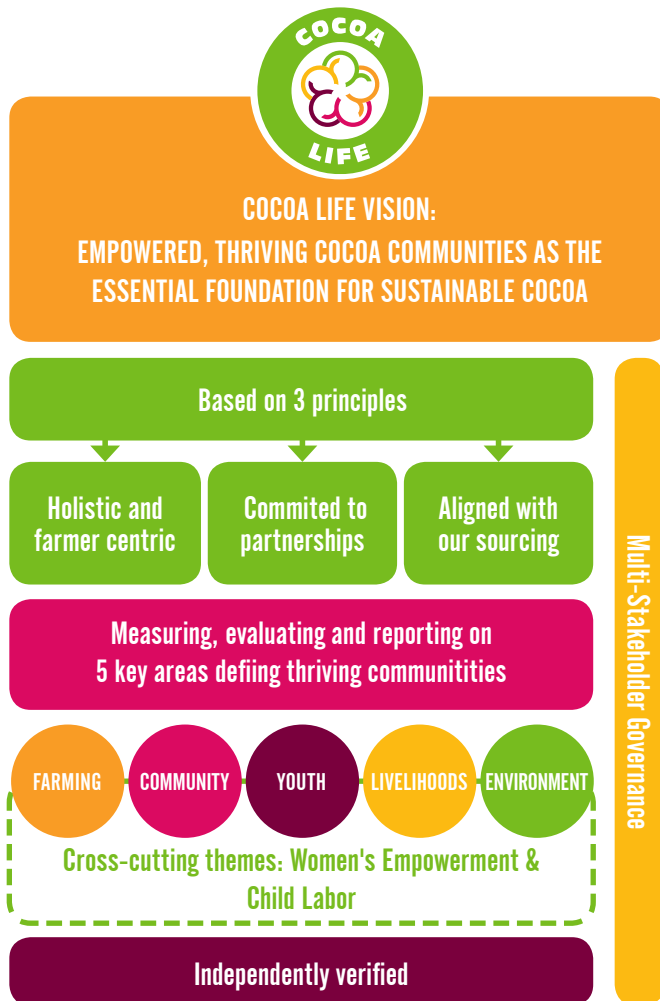 COCOA
LIFE
COCOA LIFE VISION:
EMPOWERED, THRIVING COCOA COMMUNITIES AS THE
ESSENTIAL FOUNDATION FOR SUSTAINABLE COCOA
Based on 3 principles
Holistic and
farmer centric
Commited to
partnerships
Aligned with
our sourcing
Measuring, evaluating and reporting on
5 key areas defiing thriving communitities
FARMING
COMMUNITY
YOUTH
LIVELIHOODS
ENVIRONMENT
Cross-cutting themes: Women's Empowerment &
Child Labor
Independently verified
Multi-Stakeholder Governance